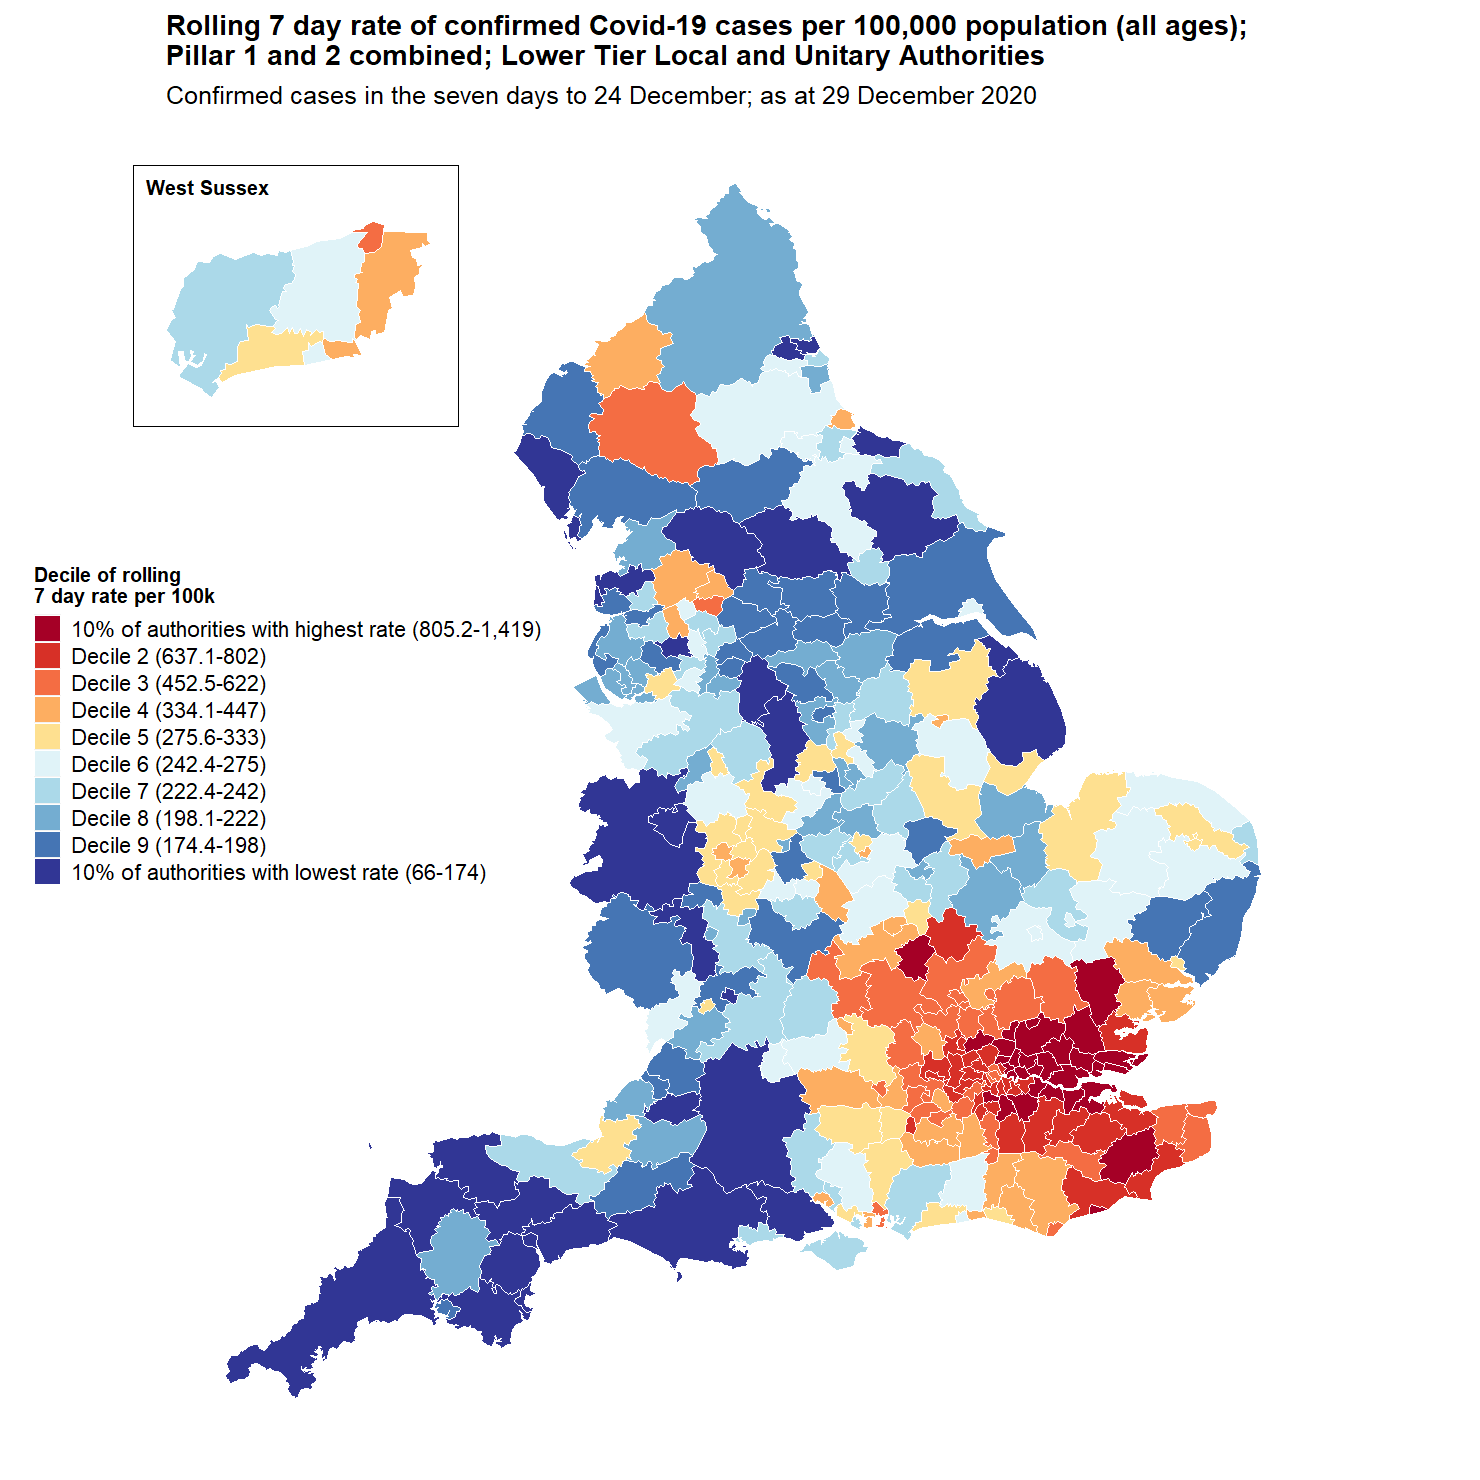 Rolling 7 day rate of confirmed Covid-19 cases per 100,000 population (all ages);
Pillar 1 and 2 combined; Lower Tier Local and Unitary Authorities
Confirmed cases in the seven days to 24 December; as at 29 December 2020
West Sussex
Decile of rolling
7 day rate per 100k
10% of authorities with highest rate (805.2-1,419)
Decile 2 (637.1-802)
Decile 3 (452.5-622)
Decile 4 (334.1-447)
Decile 5 (275.6-333)
Decile 6 (242.4-275)
Decile 7 (222.4-242)
Decile 8 (198.1-222)
Decile 9 (174.4-198)
10% of authorities with lowest rate (66-174)